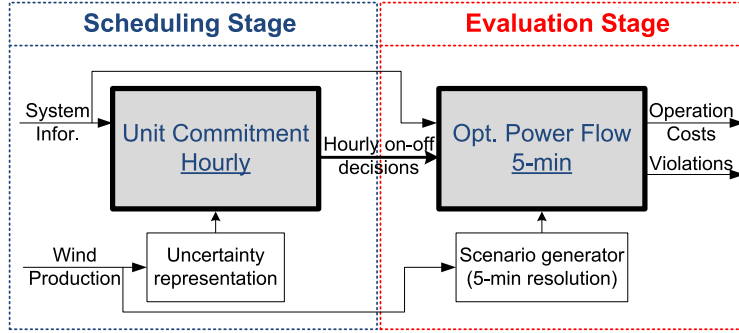 Scheduling Stage
Evaluation Stage
System
Infor.
Unit Commitment
Hourly
Hourly on-off
decisions
Opt. Power Flow
5-min
Operation
Costs
Violations
Wind
Production
Uncertainty
representation
Scenario generator
(5-min resolution)